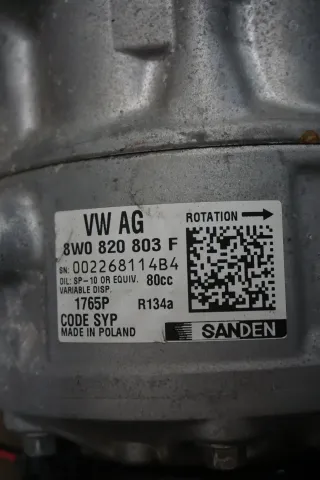 VW AG
ROTATION
8W0 820 803 F
SN: 002268114B4
OIL: SP-10 OR EQUIV. 80cc
VARIABLE DISP.
1765P R134a
CODE SYP
MADE IN POLAND
SANDEN